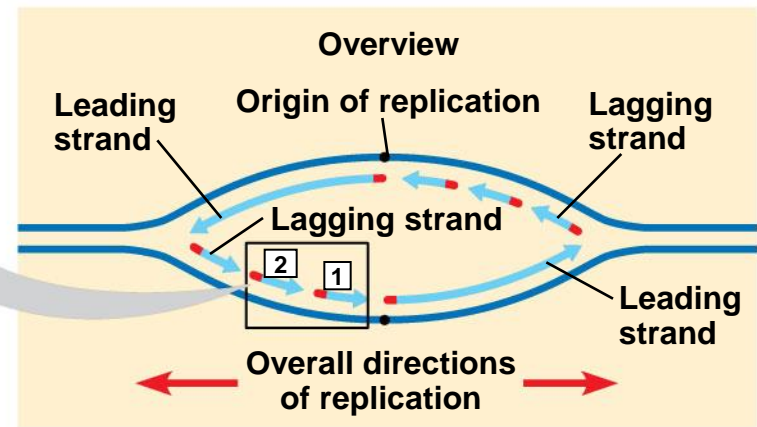 Overview
Leading
strand
Origin of replication
Lagging
strand
Lagging strand
2
1
Leading
strand
Overall directions
of replication